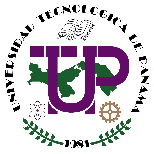 UNIVERSIDAD TECNOLOGICA DE PANAMA
UTP
1981